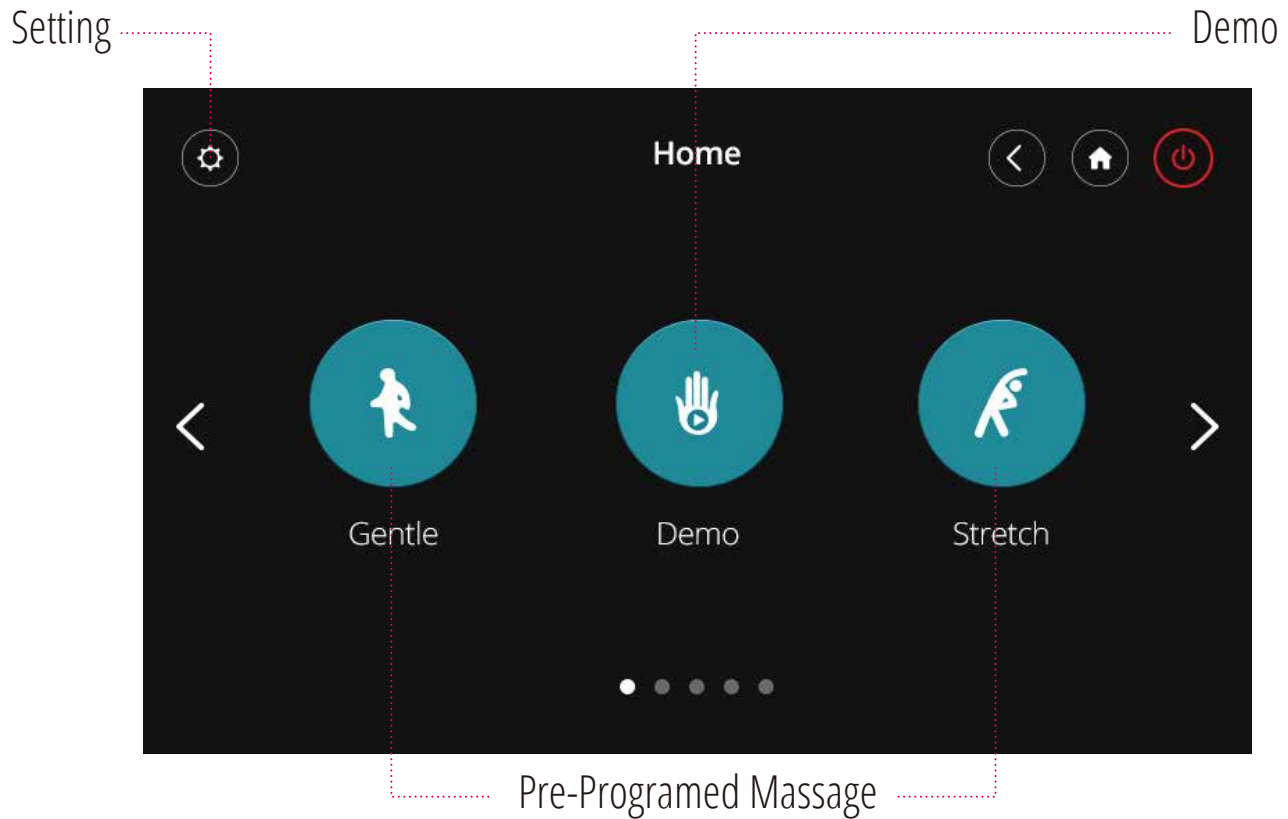 Setting
Demo
Home
Gentle
Demo
Stretch
Pre-Programed Massage